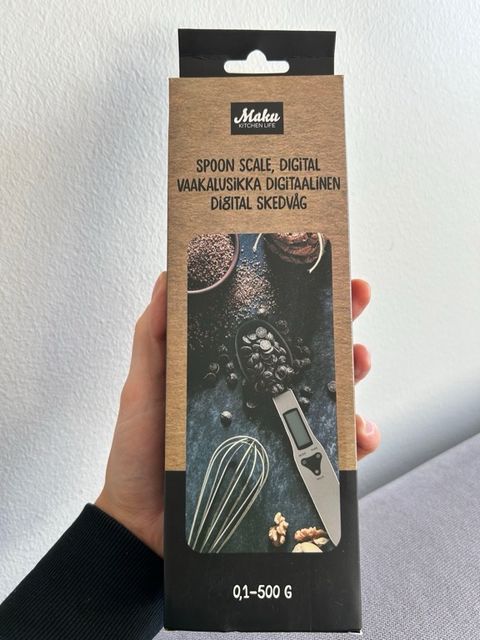 Maku
KITCHEN LIFE
SPOON SCALE, DIGITAL
VAAKALUSIKKA DIGITAALINEN
DIGITAL SKEDVÅG
0,1-500 G